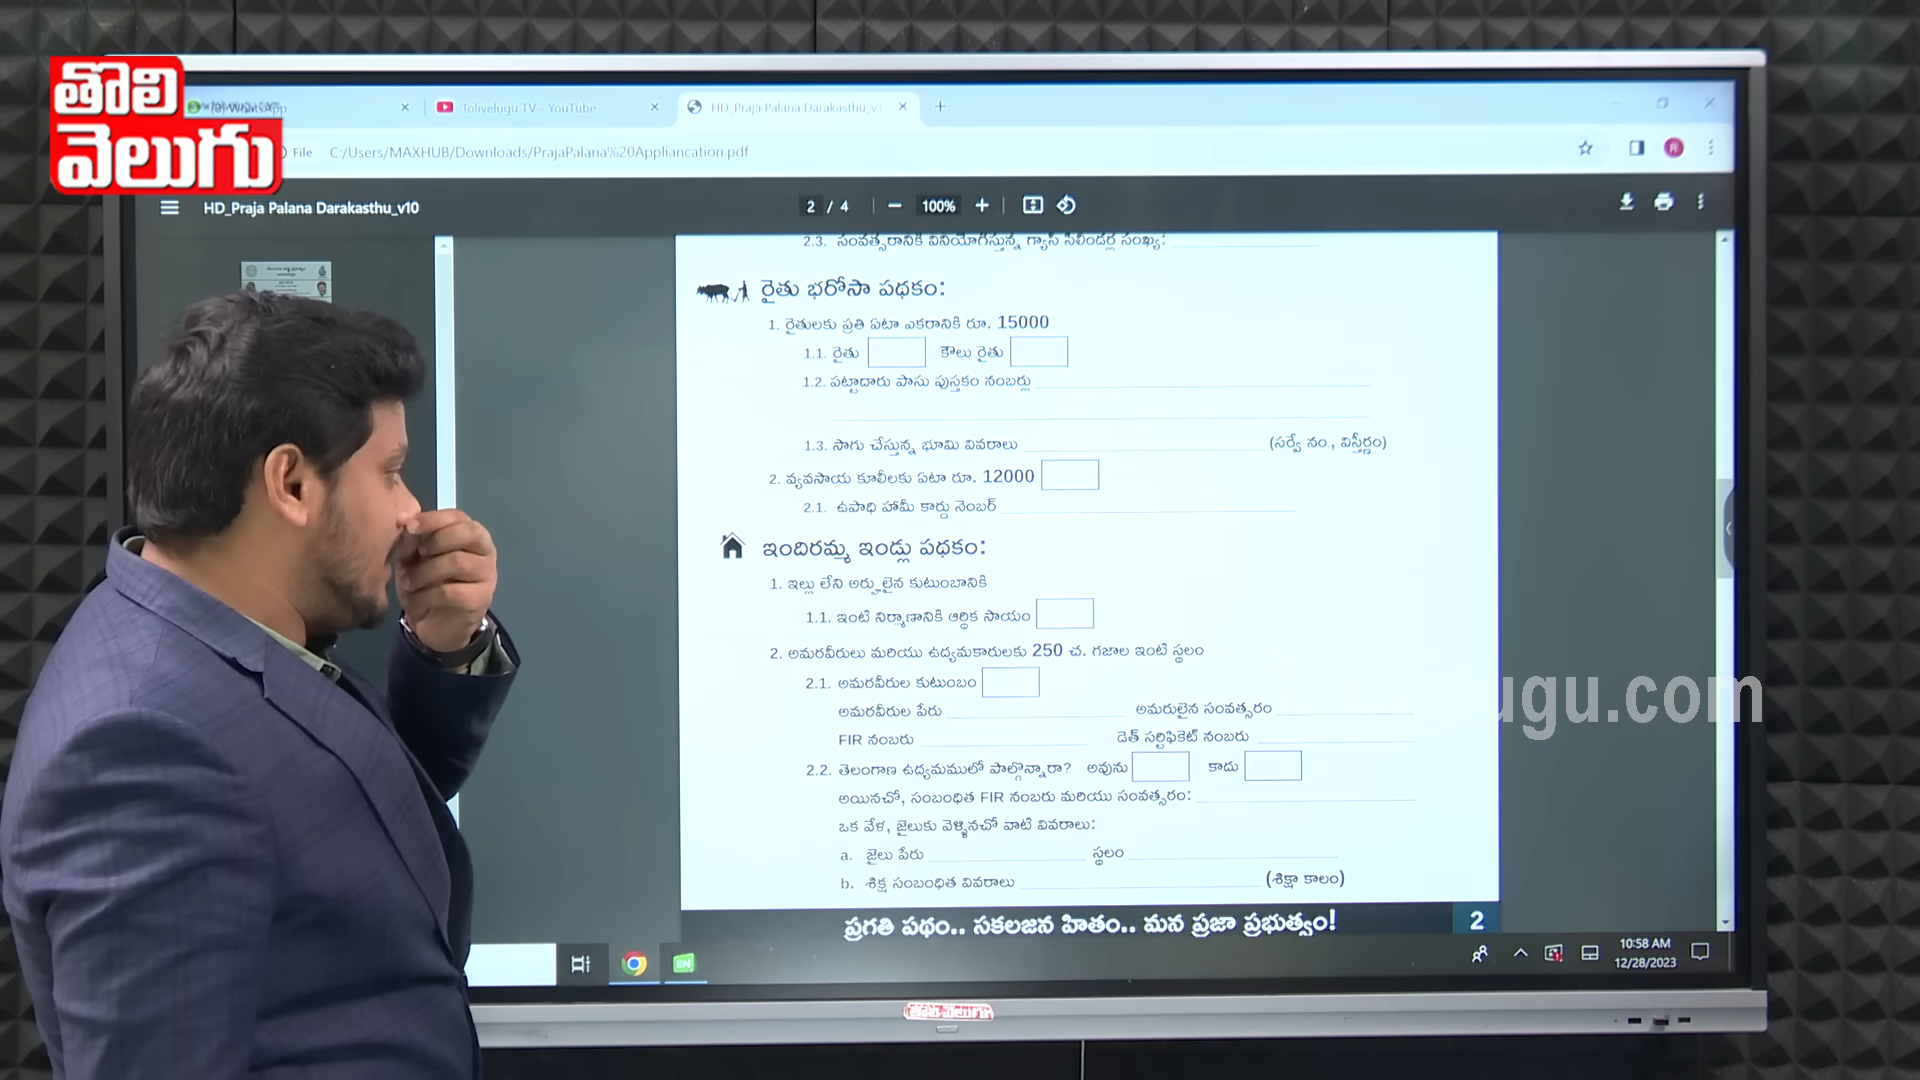 తొలి
వెలుగు
WhatsApp
Tolivelugu TV - YouTube
HD_Praja Palana Darakasthu_v1
File
C:/Users/MAXHUB/Downloads/PrajaPalana%20Appliancation.pdf
HD_Praja Palana Darakasthu_v10
2 / 4
100%
2.3. సంవత్సరానికి వినియోగిస్తున్న గ్యాస్ సిలిండర్ల సంఖ్య:
రైతు భరోసా పథకం:
1. రైతులకు ప్రతి ఏటా ఎకరానికి రూ. 15000
1.1. రైతు కౌలు రైతు
1.2. పట్టాదారు పాసు పుస్తకం నంబర్లు
1.3. సాగు చేస్తున్న భూమి వివరాలు (సర్వే నం., విస్తీర్ణం)
2. వ్యవసాయ కూలీలకు ఏటా రూ. 12000
2.1. ఉపాధి హామీ కార్డు నెంబర్
ఇందిరమ్మ ఇండ్లు పథకం:
1. ఇల్లు లేని అర్హులైన కుటుంబానికి
1.1. ఇంటి నిర్మాణానికి ఆర్థిక సాయం
2. అమరవీరులు మరియు ఉద్యమకారులకు 250 చ. గజాల ఇంటి స్థలం
2.1. అమరవీరుల కుటుంబం
అమరవీరుల పేరు అమరులైన సంవత్సరం
FIR నంబరు డెత్ సర్టిఫికెట్ నంబరు
2.2. తెలంగాణ ఉద్యమములో పాల్గొన్నారా? అవును కాదు
అయినచో, సంబంధిత FIR నంబరు మరియు సంవత్సరం:
ఒక వేళ, జైలుకు వెళ్ళినచో వాటి వివరాలు:
a. జైలు పేరు స్థలం
b. శిక్ష సంబంధిత వివరాలు (శిక్షా కాలం)
ప్రగతి పథం.. సకలజన హితం.. మన ప్రజా ప్రభుత్వం!
2
ugu.com
10:58 AM
12/28/2023
తొలి వెలుగు